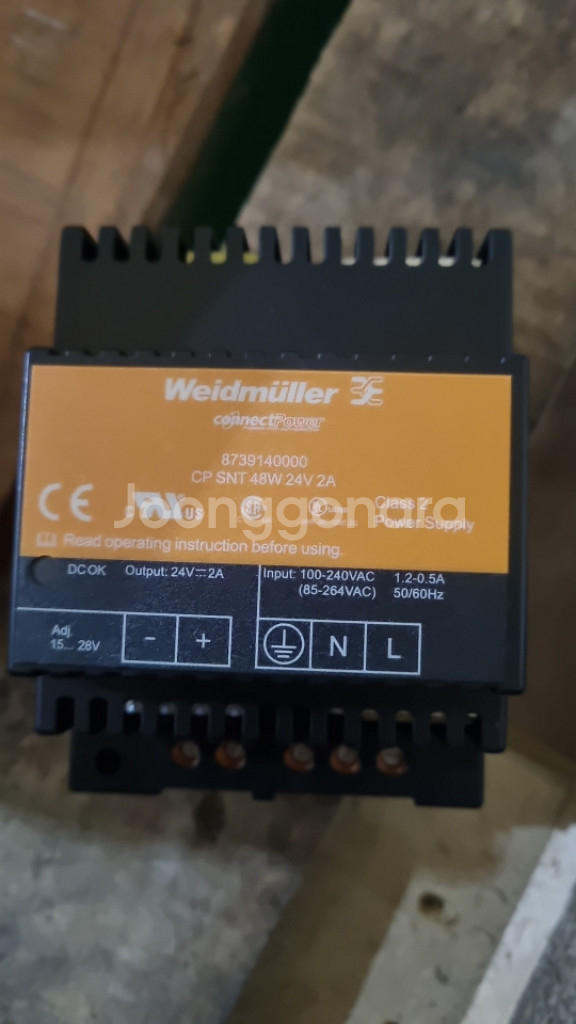 Weidmüller
connectPower
8739140000
CP SNT 48W 24V 2A
CE
c RU US
Class 2
Power Supply
Joonggonara
Read operating instruction before using.
DC OK Output: 24V⎓2A Input: 100-240VAC 1.2-0.5A
(85-264VAC) 50/60Hz
Adj.
15... 28V
- + N L